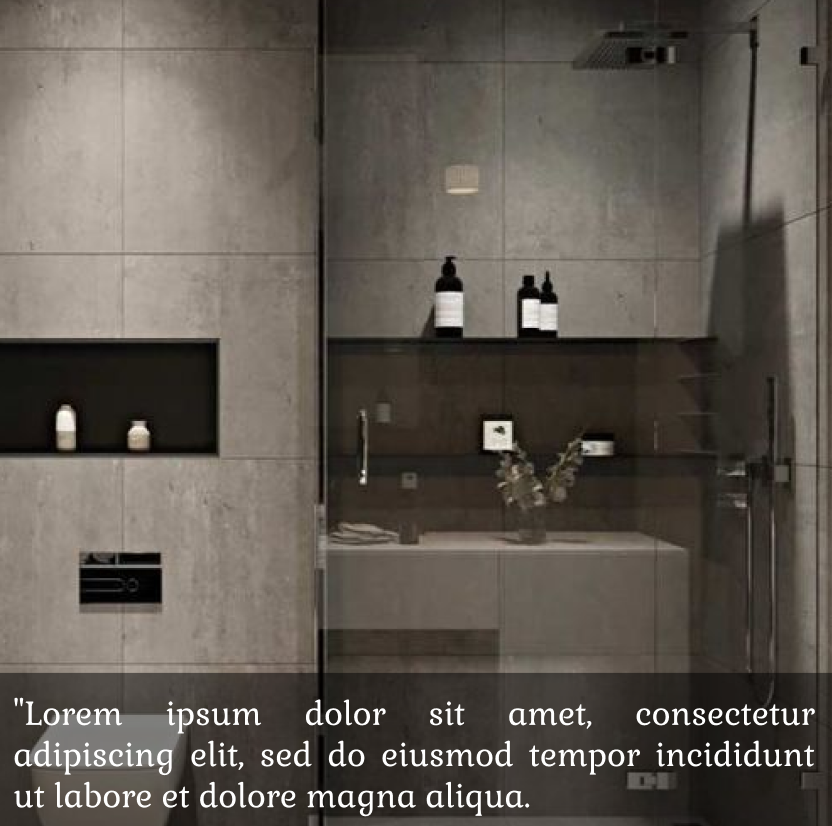 "Lorem ipsum dolor sit amet, consectetur
adipiscing elit, sed do eiusmod tempor incididunt
ut labore et dolore magna aliqua.